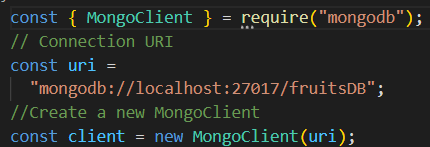 const { MongoClient } = require("mongodb");
// Connection URI
const uri =
"mongodb://localhost:27017/fruitsDB";
//Create a new MongoClient
const client = new MongoClient(uri);